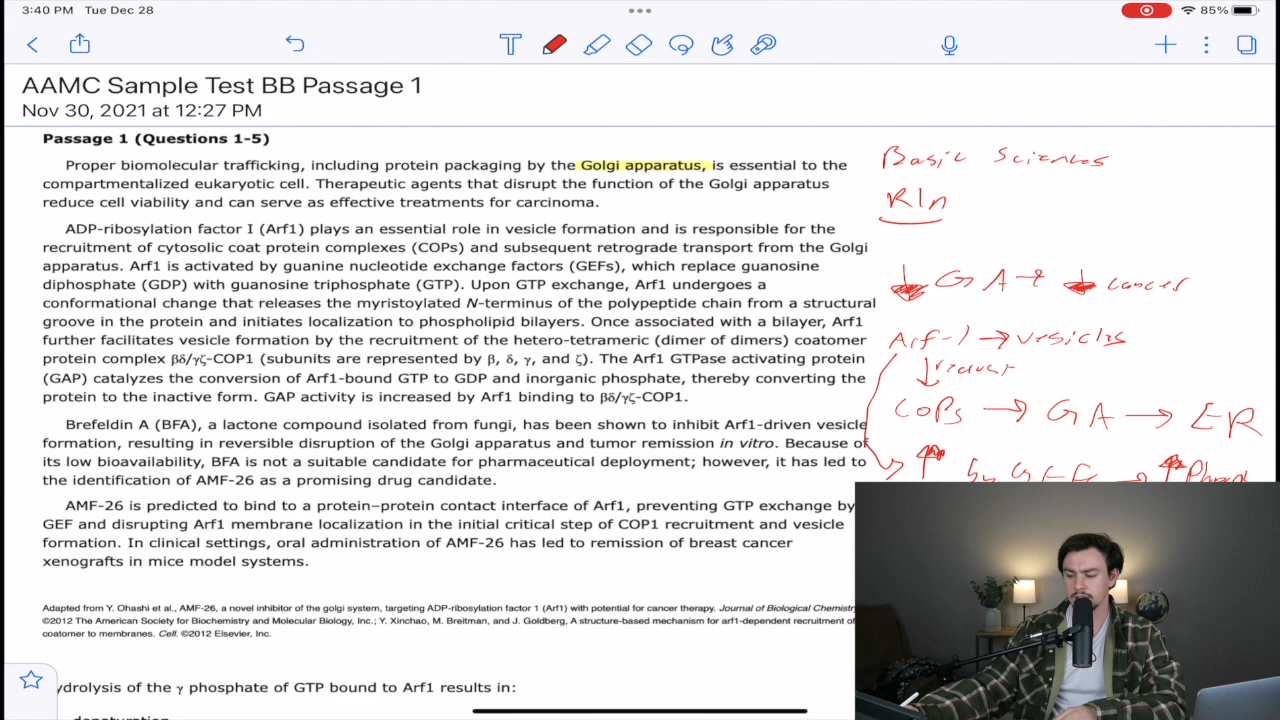 3:40 PM Tue Dec 28
85%
AAMC Sample Test BB Passage 1
Nov 30, 2021 at 12:27 PM
Passage 1 (Questions 1-5)
Proper biomolecular trafficking, including protein packaging by the Golgi apparatus, is essential to the
compartmentalized eukaryotic cell. Therapeutic agents that disrupt the function of the Golgi apparatus
reduce cell viability and can serve as effective treatments for carcinoma.
ADP-ribosylation factor I (Arf1) plays an essential role in vesicle formation and is responsible for the
recruitment of cytosolic coat protein complexes (COPs) and subsequent retrograde transport from the Golgi
apparatus. Arf1 is activated by guanine nucleotide exchange factors (GEFs), which replace guanosine
diphosphate (GDP) with guanosine triphosphate (GTP). Upon GTP exchange, Arf1 undergoes a
conformational change that releases the myristoylated N-terminus of the polypeptide chain from a structural
groove in the protein and initiates localization to phospholipid bilayers. Once associated with a bilayer, Arf1
further facilitates vesicle formation by the recruitment of the hetero-tetrameric (dimer of dimers) coatomer
protein complex βδ/γζ-COP1 (subunits are represented by β, δ, γ, and ζ). The Arf1 GTPase activating protein
(GAP) catalyzes the conversion of Arf1-bound GTP to GDP and inorganic phosphate, thereby converting the
protein to the inactive form. GAP activity is increased by Arf1 binding to βδ/γζ-COP1.
Brefeldin A (BFA), a lactone compound isolated from fungi, has been shown to inhibit Arf1-driven vesicle
formation, resulting in reversible disruption of the Golgi apparatus and tumor remission in vitro. Because of
its low bioavailability, BFA is not a suitable candidate for pharmaceutical deployment; however, it has led to
the identification of AMF-26 as a promising drug candidate.
AMF-26 is predicted to bind to a protein–protein contact interface of Arf1, preventing GTP exchange by
GEF and disrupting Arf1 membrane localization in the initial critical step of COP1 recruitment and vesicle
formation. In clinical settings, oral administration of AMF-26 has led to remission of breast cancer
xenografts in mice model systems.
Adapted from Y. Ohashi et al., AMF-26, a novel inhibitor of the golgi system, targeting ADP-ribosylation factor 1 (Arf1) with potential for cancer therapy. Journal of Biological Chemistry
©2012 The American Society for Biochemistry and Molecular Biology, Inc.; Y. Xinchao, M. Breitman, and J. Goldberg, A structure-based mechanism for arf1-dependent recruitment of
coatomer to membranes. Cell. ©2012 Elsevier, Inc.
ydrolysis of the γ phosphate of GTP bound to Arf1 results in:
denaturation
Basic Sciences
R/n
↓ GA → ↓ cancer
Arf-1 → vesicles
↓ recruit
COPs → GA → ER
↑ by GEFs → ↑